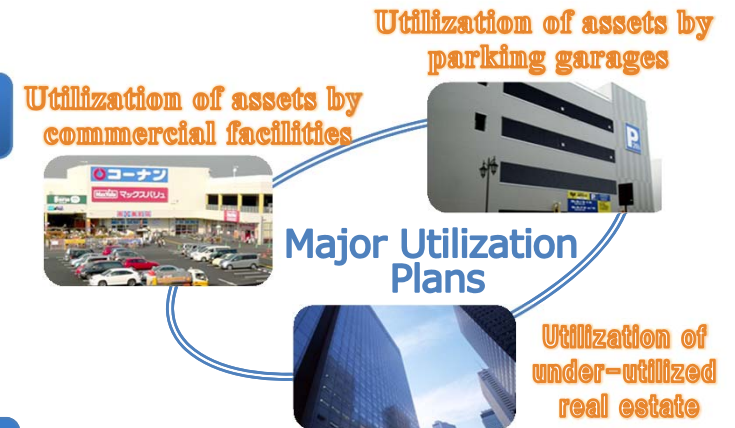 Utilization of assets by
parking garages
Utilization of assets by
commercial facilities
コーナン
マックスバリュ
P
Major Utilization
Plans
Utilization of
under-utilized
real estate